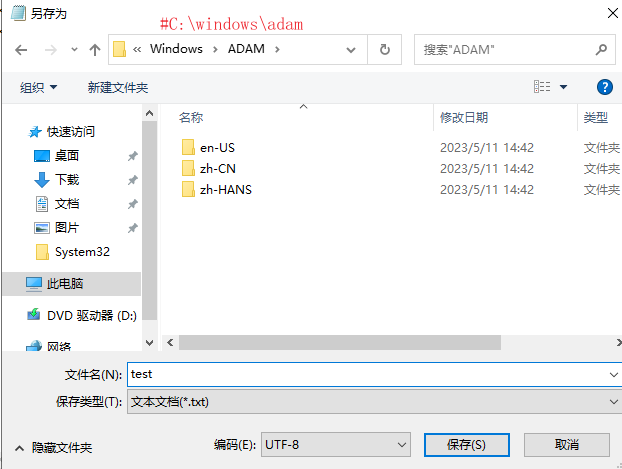 另存为
#C:\windows\adam
« Windows › ADAM ›
搜索"ADAM"
组织 新建文件夹
名称 修改日期 类型
快速访问
桌面
下载
文档
图片
System32
此电脑
DVD 驱动器 (D:)
网络
en-US 2023/5/11 14:42 文件夹
zh-CN 2023/5/11 14:42 文件夹
zh-HANS 2023/5/11 14:42 文件夹
文件名(N): test
保存类型(T): 文本文档(*.txt)
隐藏文件夹 编码(E): UTF-8 保存(S) 取消